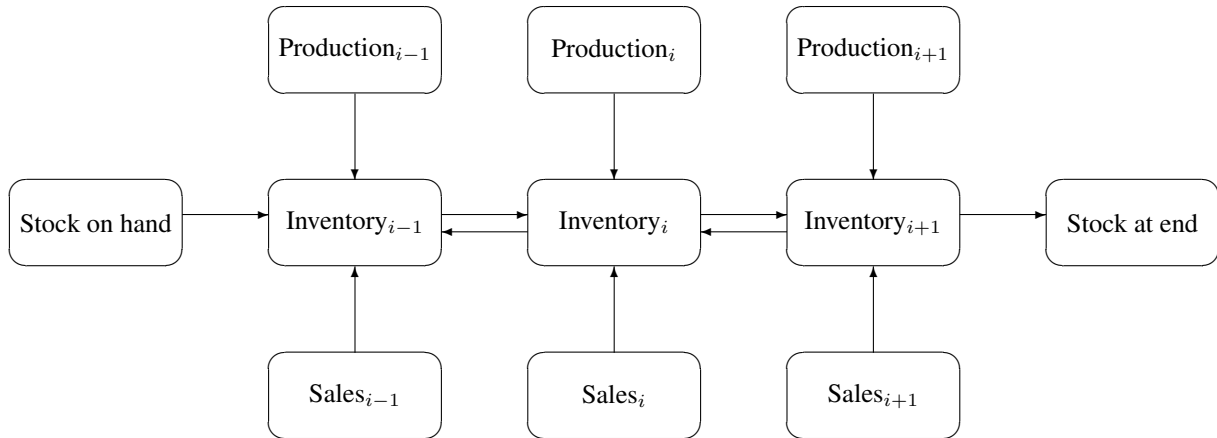 Production_{i−1}
Production_i
Production_{i+1}
Stock on hand
Inventory_{i−1}
Inventory_i
Inventory_{i+1}
Stock at end
Sales_{i−1}
Sales_i
Sales_{i+1}